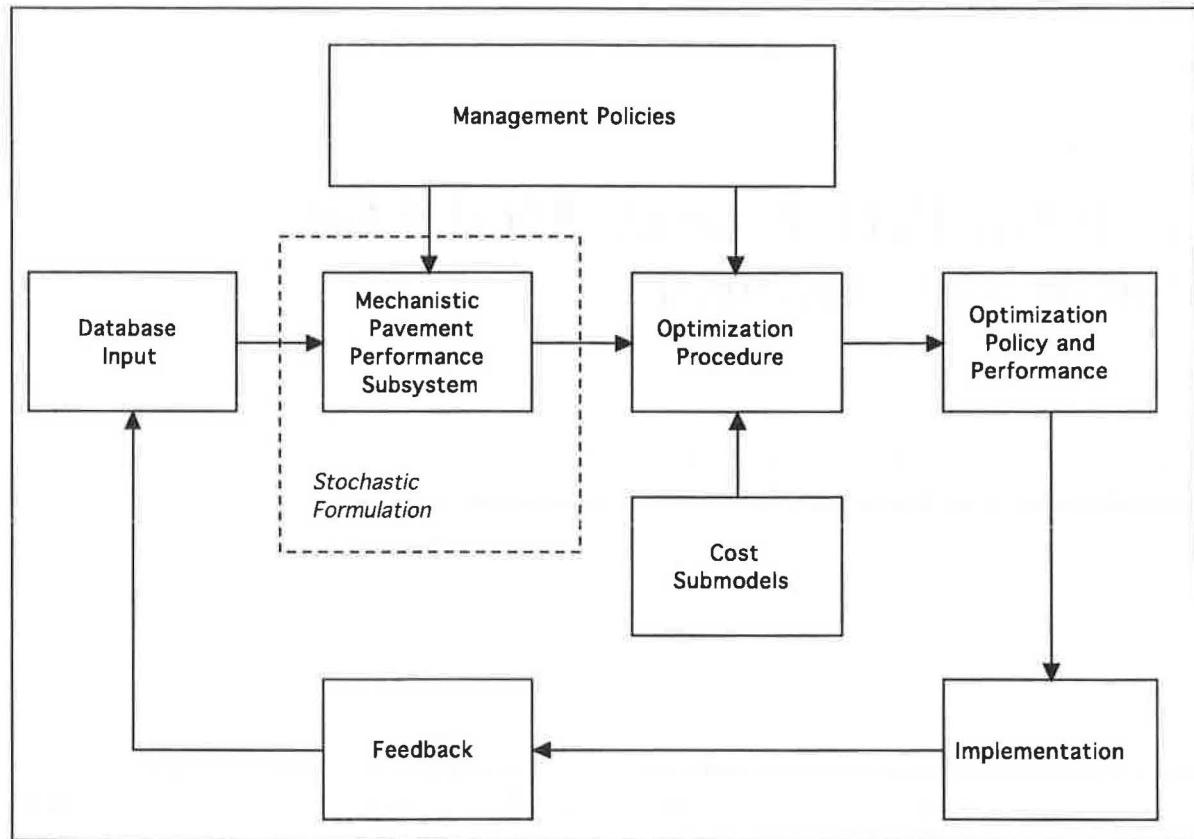 Management Policies
Database
Input
Mechanistic
Pavement
Performance
Subsystem
Optimization
Procedure
Optimization
Policy and
Performance
Stochastic
Formulation
Cost
Submodels
Feedback
Implementation